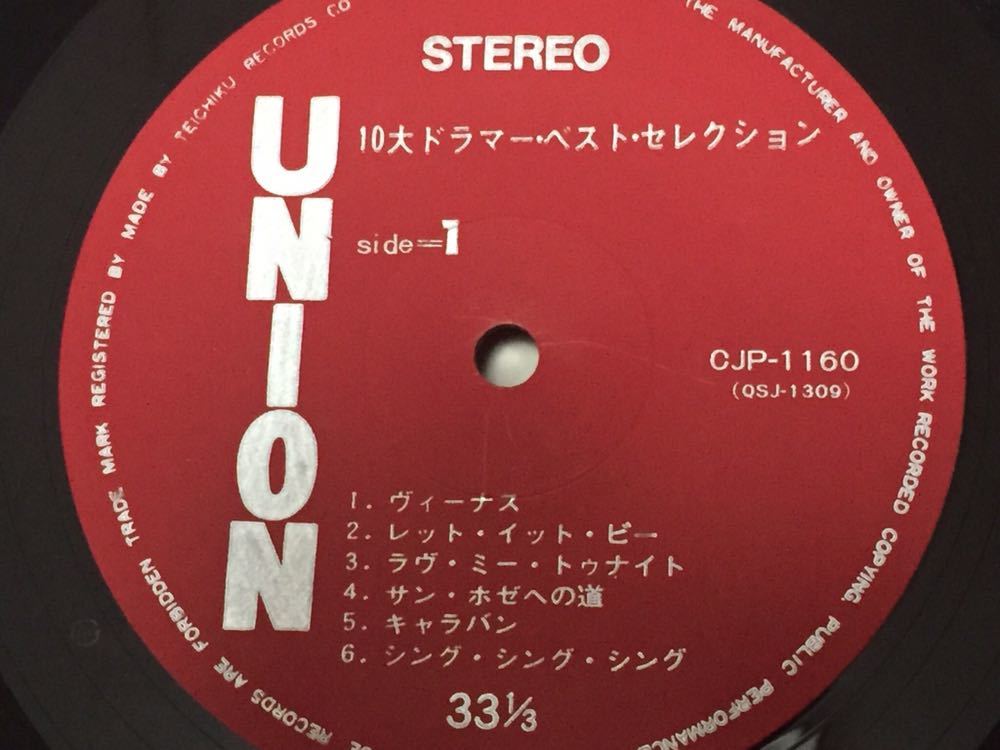 STEREO
UNION
10大ドラマー・ベスト・セレクション
side=1
CJP-1160
(QSJ-1309)
1. ヴィーナス
2. レット・イット・ビー
3. ラヴ・ミー・トゥナイト
4. サン・ホゼへの道
5. キャラバン
6. シング・シング・シング
33⅓
RECORDS ARE FORBIDDEN TRADE MARK REGISTERED BY MADE BY TEICHIKU RECORDS CO
THE MANUFACTURER AND OWNER OF THE WORK RECORDED COPYING, PUBLIC PERFORMANCE